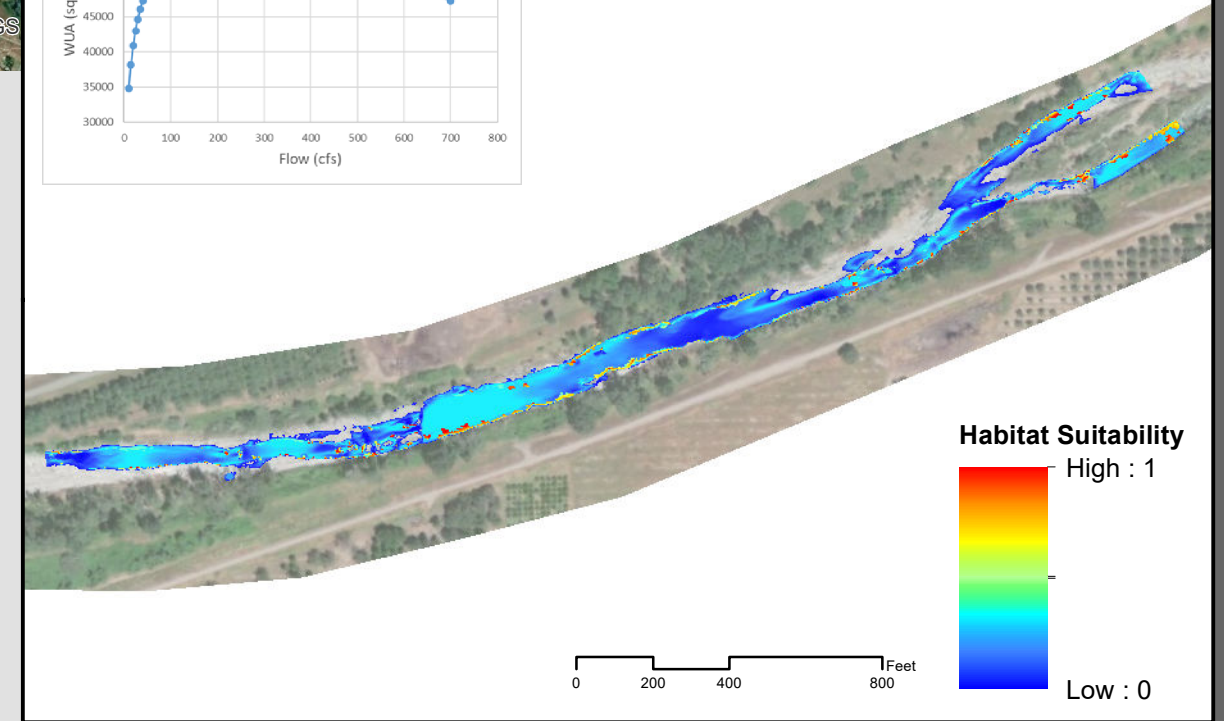 GS
WUA (sq
45000
40000
35000
30000
0 100 200 300 400 500 600 700 800
Flow (cfs)
Habitat Suitability
High : 1
=
Low : 0
Feet
0 200 400 800